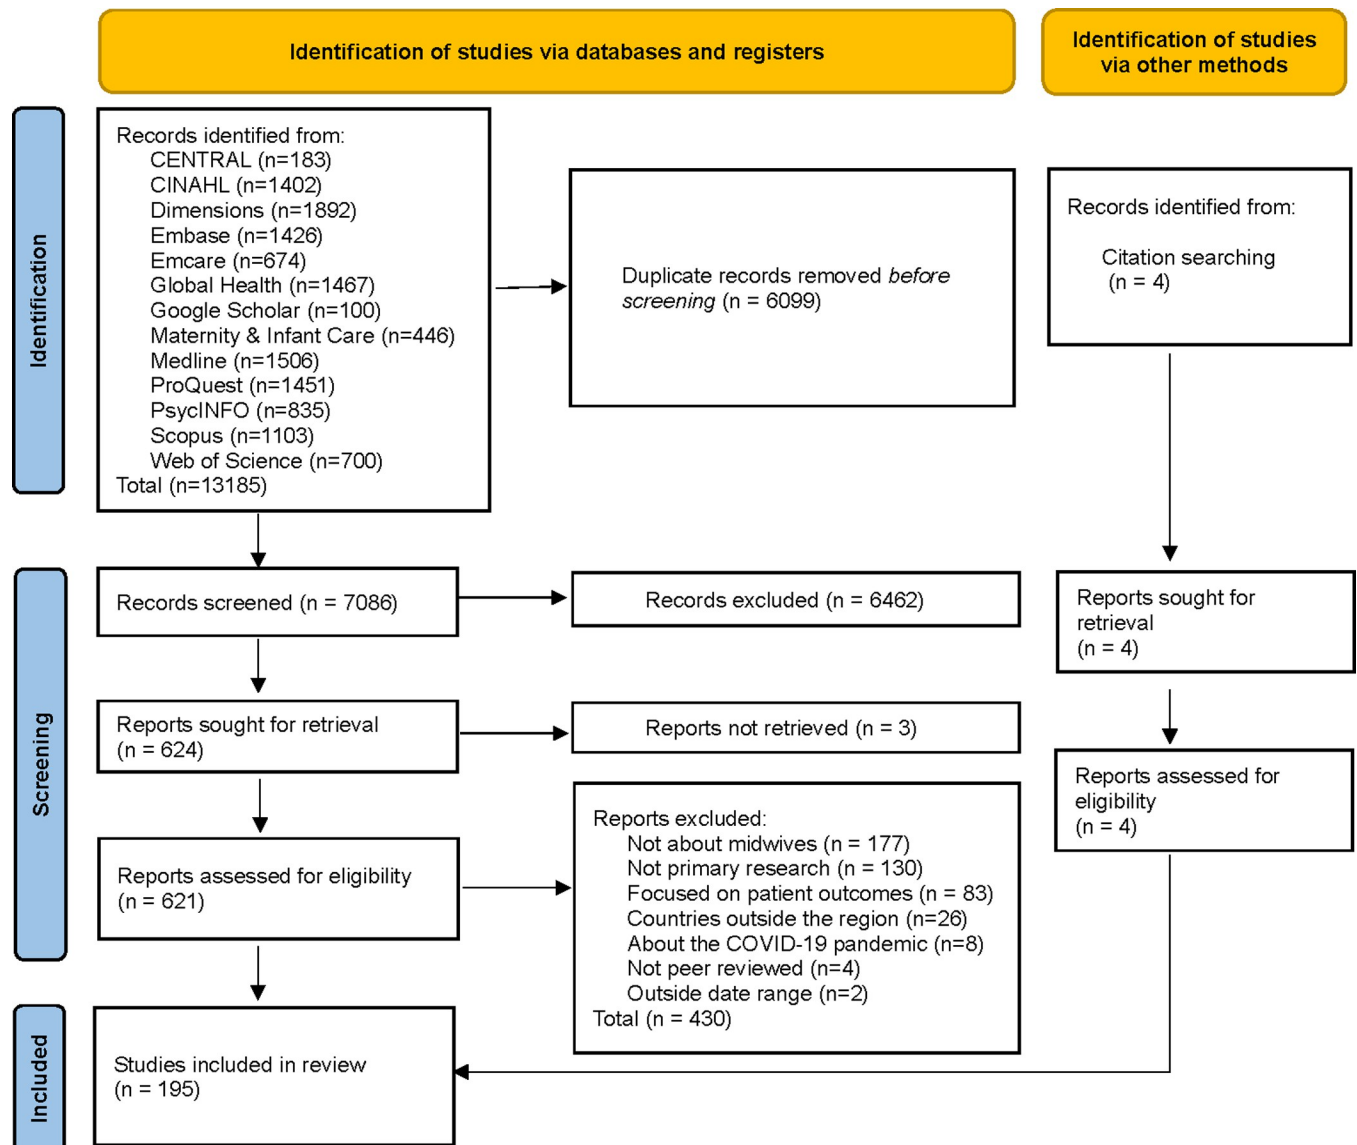 Identification of studies via databases and registers
Identification of studies
via other methods
Identification
Records identified from:
CENTRAL (n=183)
CINAHL (n=1402)
Dimensions (n=1892)
Embase (n=1426)
Emcare (n=674)
Global Health (n=1467)
Google Scholar (n=100)
Maternity & Infant Care (n=446)
Medline (n=1506)
ProQuest (n=1451)
PsycINFO (n=835)
Scopus (n=1103)
Web of Science (n=700)
Total (n=13185)
Duplicate records removed before
screening (n = 6099)
Records identified from:
Citation searching
(n = 4)
Screening
Records screened (n = 7086)
Records excluded (n = 6462)
Reports sought for
retrieval
(n = 4)
Reports sought for retrieval
(n = 624)
Reports not retrieved (n = 3)
Reports assessed for
eligibility
(n = 4)
Reports assessed for eligibility
(n = 621)
Reports excluded:
Not about midwives (n = 177)
Not primary research (n = 130)
Focused on patient outcomes (n = 83)
Countries outside the region (n=26)
About the COVID-19 pandemic (n=8)
Not peer reviewed (n=4)
Outside date range (n=2)
Total (n = 430)
Included
Studies included in review
(n = 195)